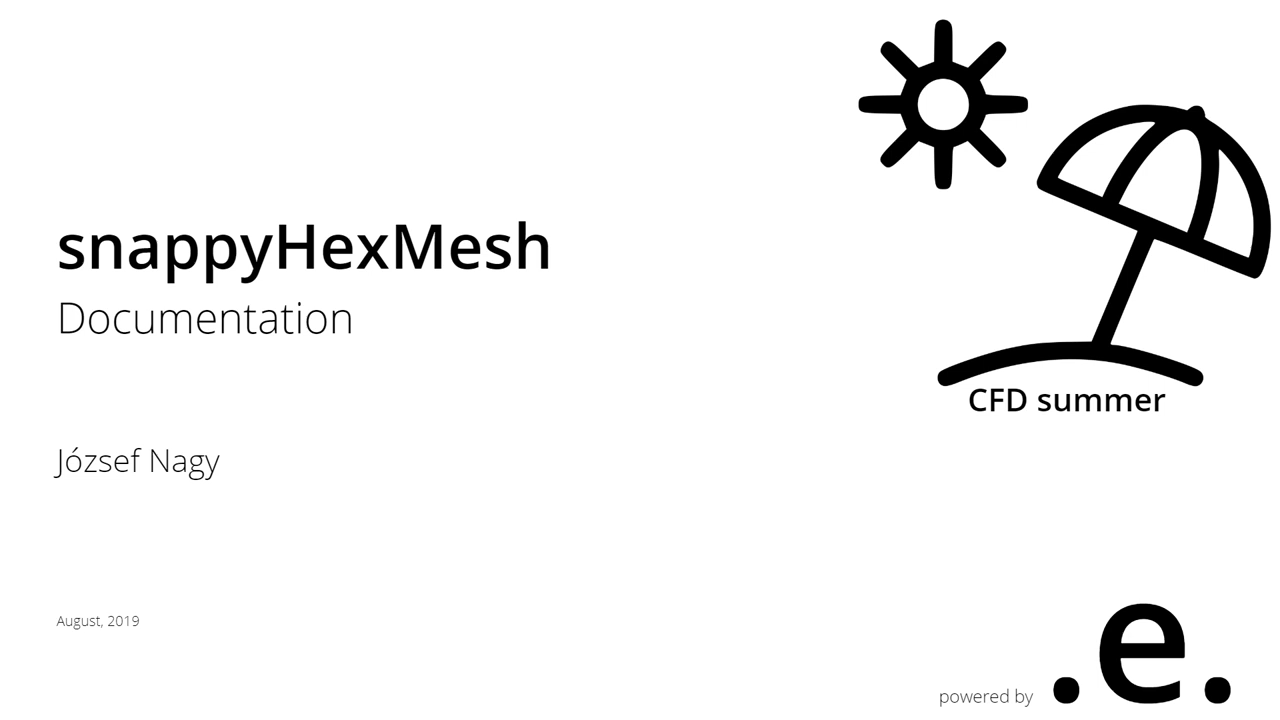 snappyHexMesh
Documentation
József Nagy
August, 2019
CFD summer
powered by .e.